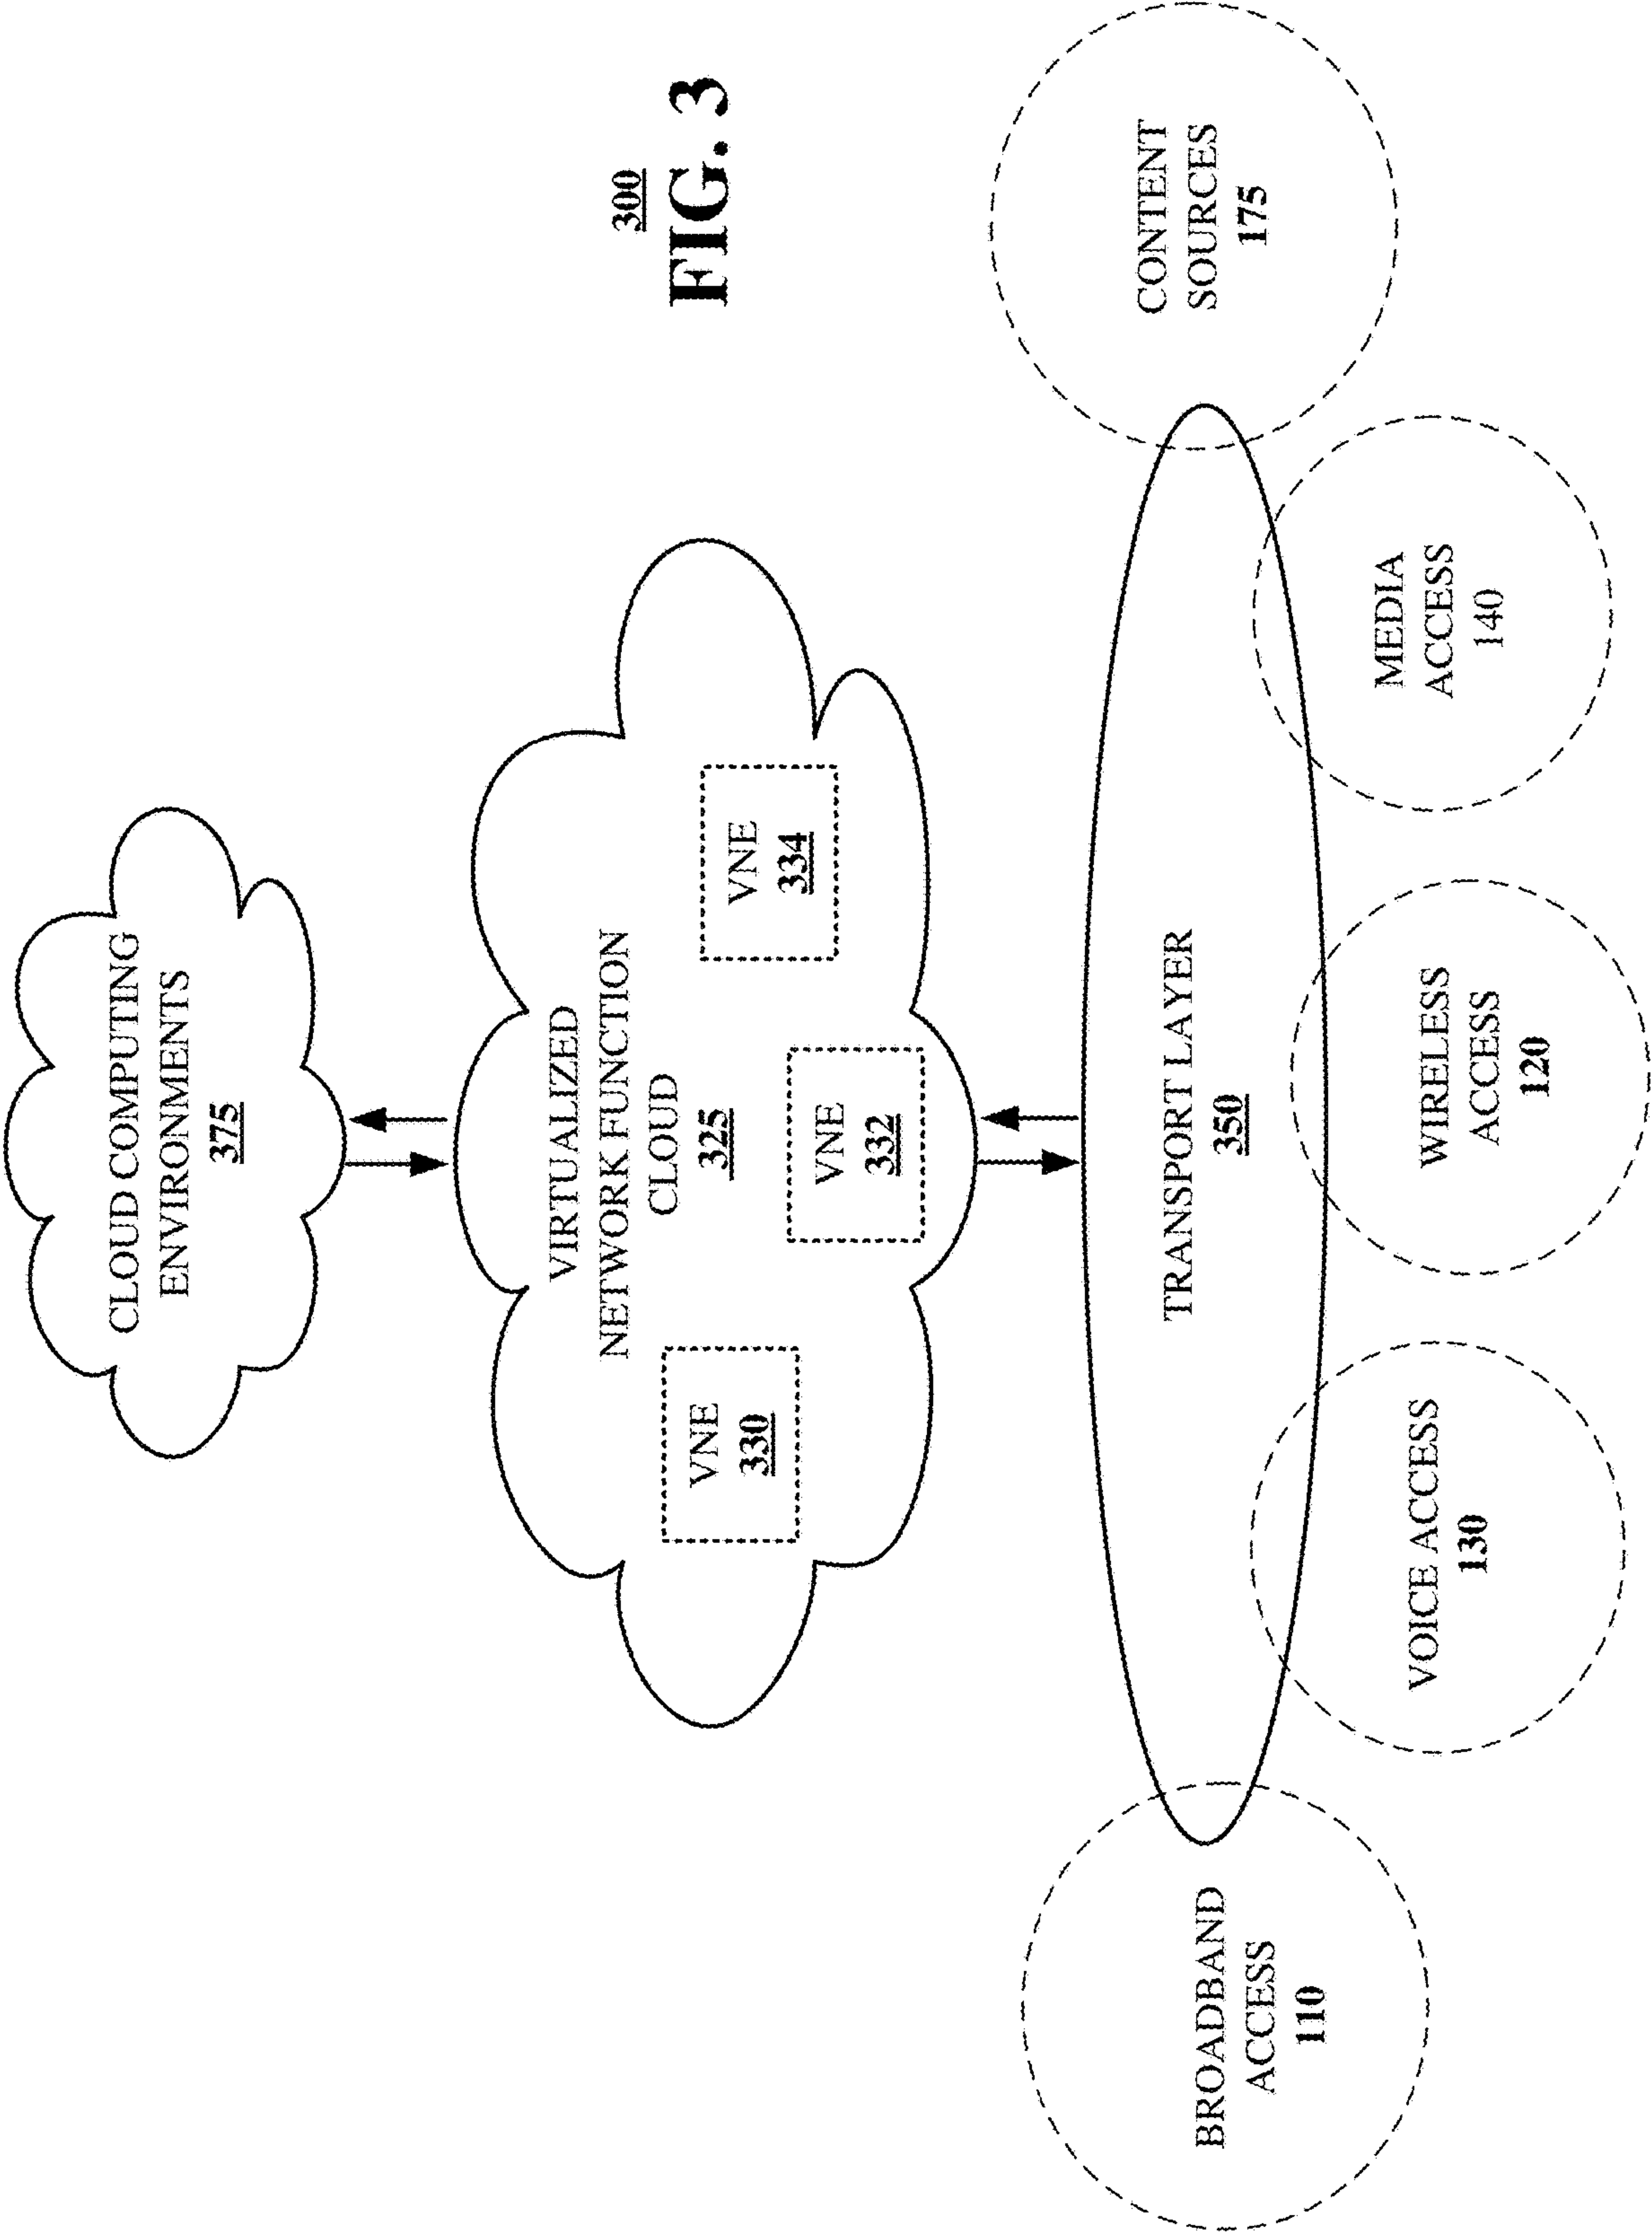 CLOUD COMPUTING
ENVIRONMENTS
375
VIRTUALIZED
NETWORK FUNCTION
CLOUD
325
VNE
330
VNE
332
VNE
334
300
FIG. 3
TRANSPORT LAYER
350
BROADBAND
ACCESS
110
VOICE ACCESS
130
WIRELESS
ACCESS
120
MEDIA
ACCESS
140
CONTENT
SOURCES
175